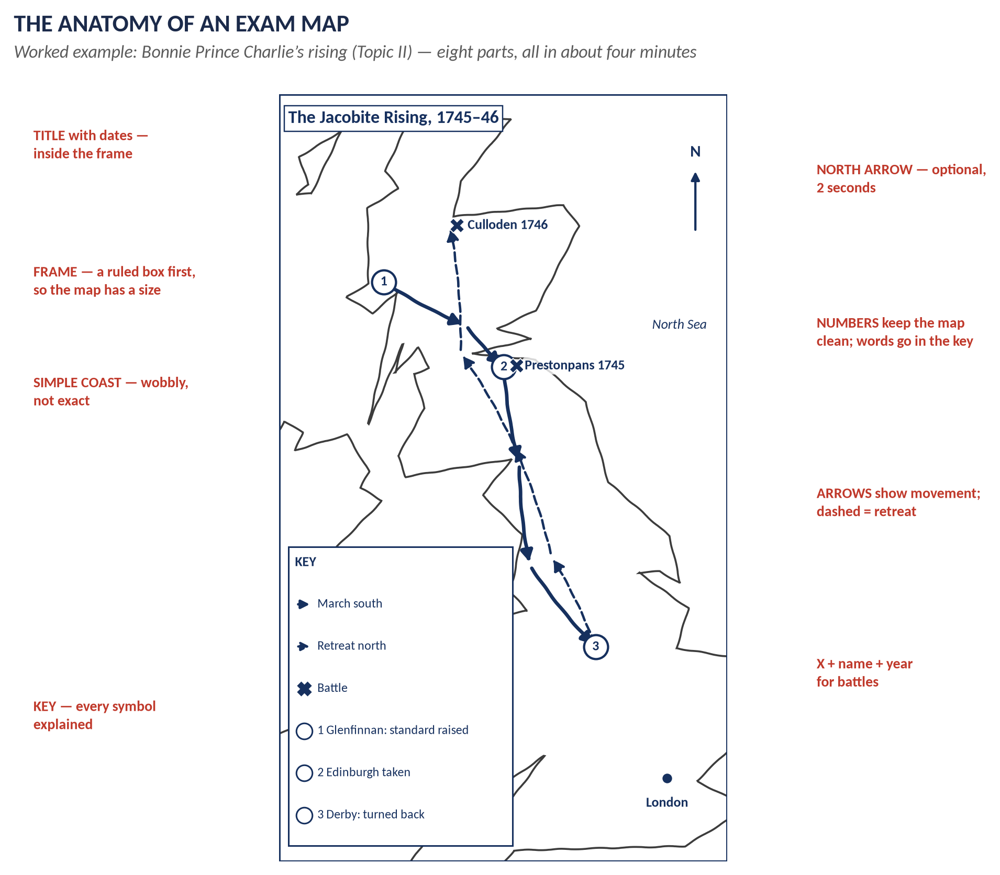 THE ANATOMY OF AN EXAM MAP
Worked example: Bonnie Prince Charlie's rising (Topic II) — eight parts, all in about four minutes
TITLE with dates —
inside the frame
FRAME — a ruled box first,
so the map has a size
SIMPLE COAST — wobbly,
not exact
KEY — every symbol
explained
The Jacobite Rising, 1745–46
N
Culloden 1746
1
North Sea
2
Prestonpans 1745
3
London
KEY
March south
Retreat north
Battle
1 Glenfinnan: standard raised
2 Edinburgh taken
3 Derby: turned back
NORTH ARROW — optional,
2 seconds
NUMBERS keep the map
clean; words go in the key
ARROWS show movement;
dashed = retreat
X + name + year
for battles